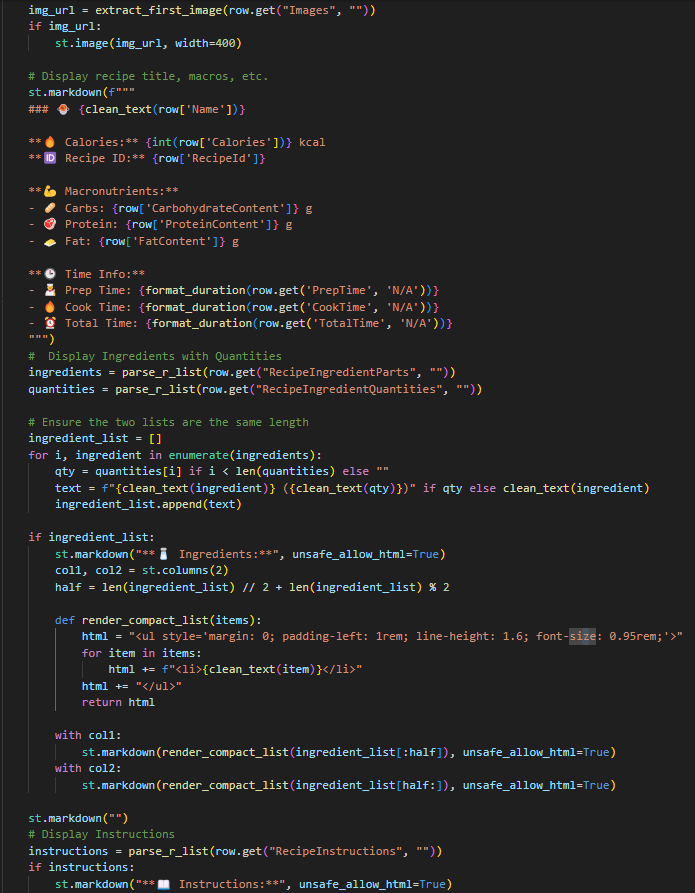 img_url = extract_first_image(row.get("Images", ""))
if img_url:
st.image(img_url, width=400)
# Display recipe title, macros, etc.
st.markdown(f"""
### 🍲 {clean_text(row['Name'])}
**🔥 Calories:** {int(row['Calories'])} kcal
**🆔 Recipe ID:** {row['RecipeId']}
**💪 Macronutrients:**
- 🥖 Carbs: {row['CarbohydrateContent']} g
- 🥩 Protein: {row['ProteinContent']} g
- 🧈 Fat: {row['FatContent']} g
**🕒 Time Info:**
- 👨‍🍳 Prep Time: {format_duration(row.get('PrepTime', 'N/A'))}
- 🔥 Cook Time: {format_duration(row.get('CookTime', 'N/A'))}
- ⏰ Total Time: {format_duration(row.get('TotalTime', 'N/A'))}
""")
#  Display Ingredients with Quantities
ingredients = parse_r_list(row.get("RecipeIngredientParts", ""))
quantities = parse_r_list(row.get("RecipeIngredientQuantities", ""))
# Ensure the two lists are the same length
ingredient_list = []
for i, ingredient in enumerate(ingredients):
qty = quantities[i] if i < len(quantities) else ""
text = f"{clean_text(ingredient)} ({clean_text(qty)})" if qty else clean_text(ingredient)
ingredient_list.append(text)
if ingredient_list:
st.markdown("**🧂 Ingredients:**", unsafe_allow_html=True)
col1, col2 = st.columns(2)
half = len(ingredient_list) // 2 + len(ingredient_list) % 2
def render_compact_list(items):
html = "<ul style='margin: 0; padding-left: 1rem; line-height: 1.6; font-size: 0.95rem;'>"
for item in items:
html += f"<li>{clean_text(item)}</li>"
html += "</ul>"
return html
with col1:
st.markdown(render_compact_list(ingredient_list[:half]), unsafe_allow_html=True)
with col2:
st.markdown(render_compact_list(ingredient_list[half:]), unsafe_allow_html=True)
st.markdown("")
# Display Instructions
instructions = parse_r_list(row.get("RecipeInstructions", ""))
if instructions:
st.markdown("**📖 Instructions:**", unsafe_allow_html=True)